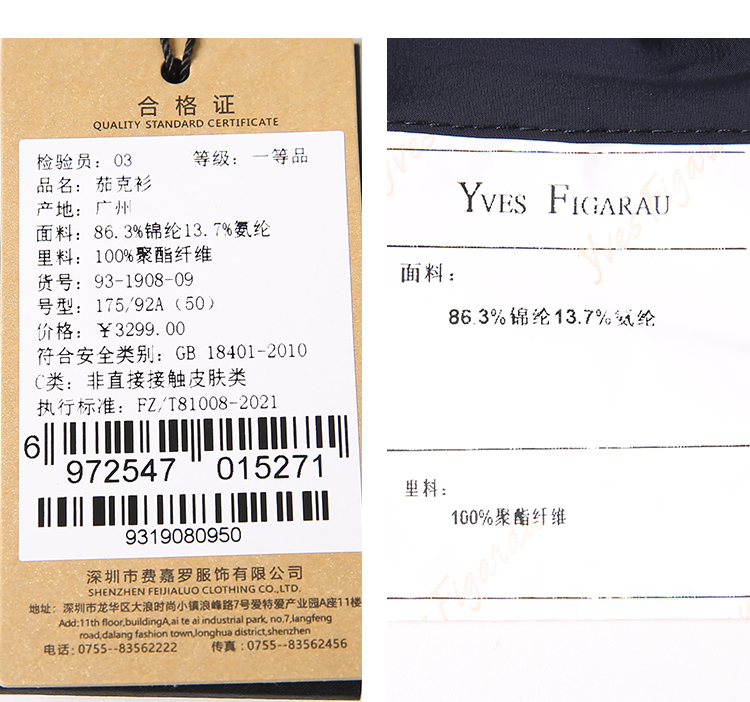 合格证
QUALITY STANDARD CERTIFICATE
检验员：03 等级：一等品
品名：茄克衫
产地：广州
面料：86.3%锦纶13.7%氨纶
里料：100%聚酯纤维
货号：93-1908-09
号型：175/92A（50）
价格：￥3299.00
符合安全类别：GB 18401-2010
C类：非直接接触皮肤类
执行标准：FZ/T81008-2021
6 972547 015271
9319080950
深圳市费嘉罗服饰有限公司
SHENZHEN FEIJIALUO CLOTHING CO.,LTD.
地址：深圳市龙华区大浪时尚小镇浪峰路7号爱特爱产业园A座11楼
Add:11th floor,buildingA,ai te ai industrial park, no.7,langfeng
road,dalang fashion town,longhua district,shenzhen
电话：0755--83562222 传真：0755--83562456
YVES FIGARAU
面料：
86.3%锦纶13.7%氨纶
里料：
100%聚酯纤维
Yves Figarau